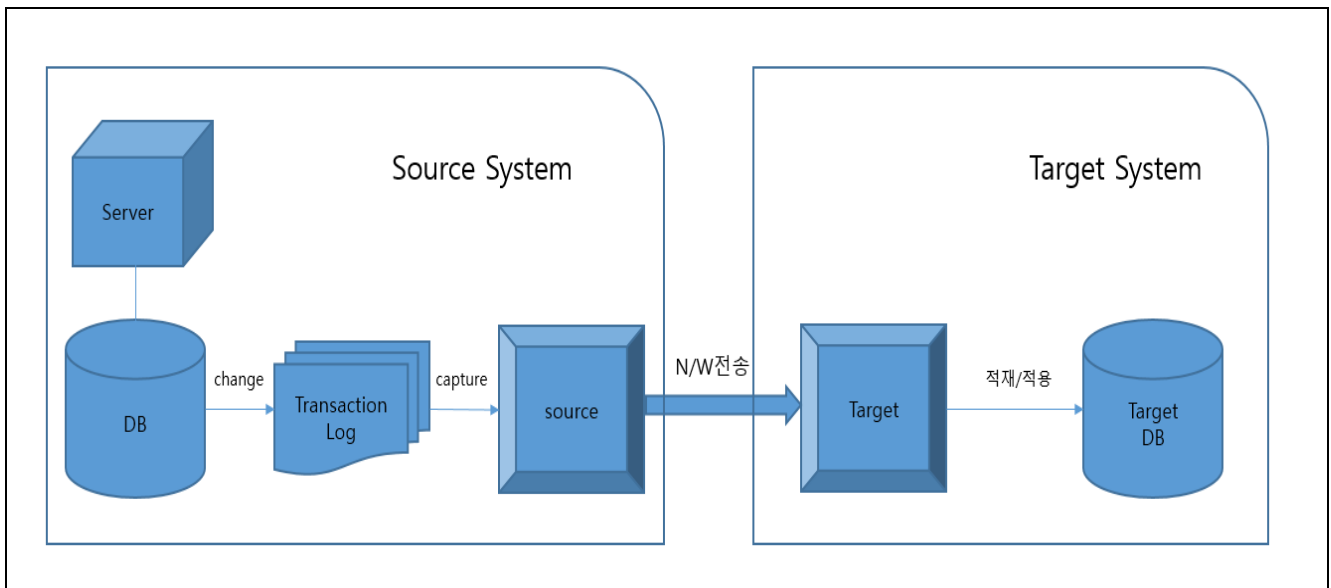 Source System
Target System
Server
DB
change
Transaction
Log
capture
source
N/W전송
Target
적재/적용
Target
DB